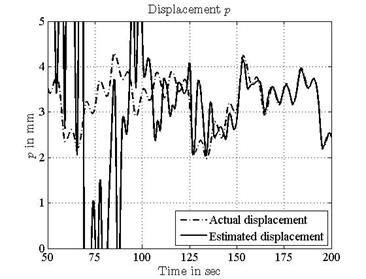 Displacement p
5
4
3
2
1
0
p in mm
50 75 100 125 150 175 200
Time in sec
Actual displacement
Estimated displacement